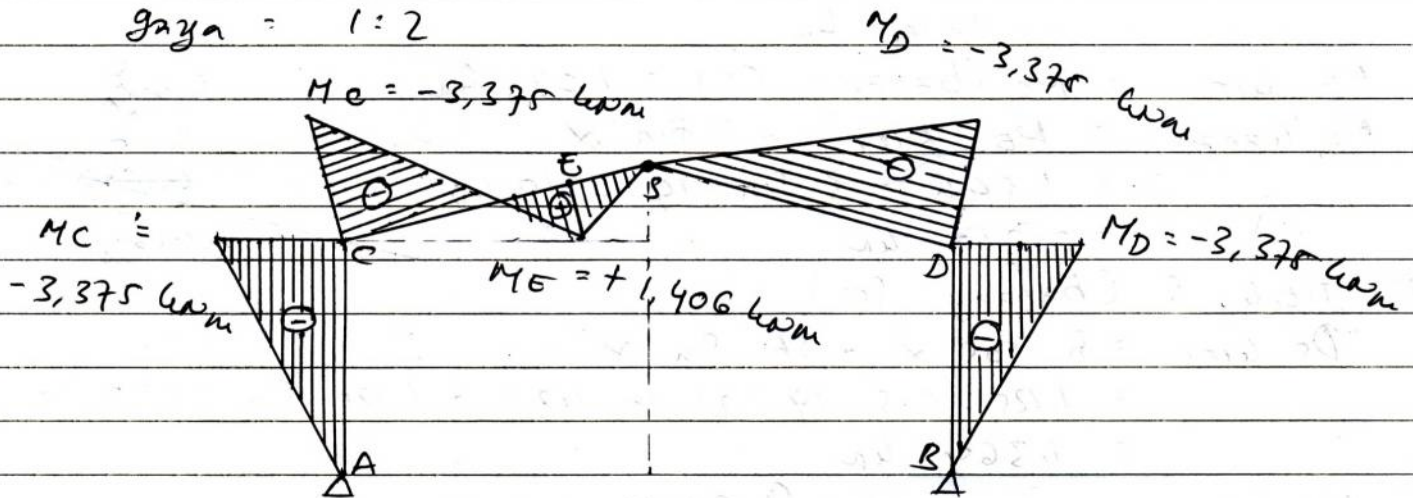 gaya = 1 : 2
MD = -3,375 kNm
MC = -3,375 kNm
E
⊖
⊕
S
⊖
MC =
-3,375 kNm
C
ME = +1,406 kNm
D
MD = -3,375 kNm
⊖
⊖
A
B